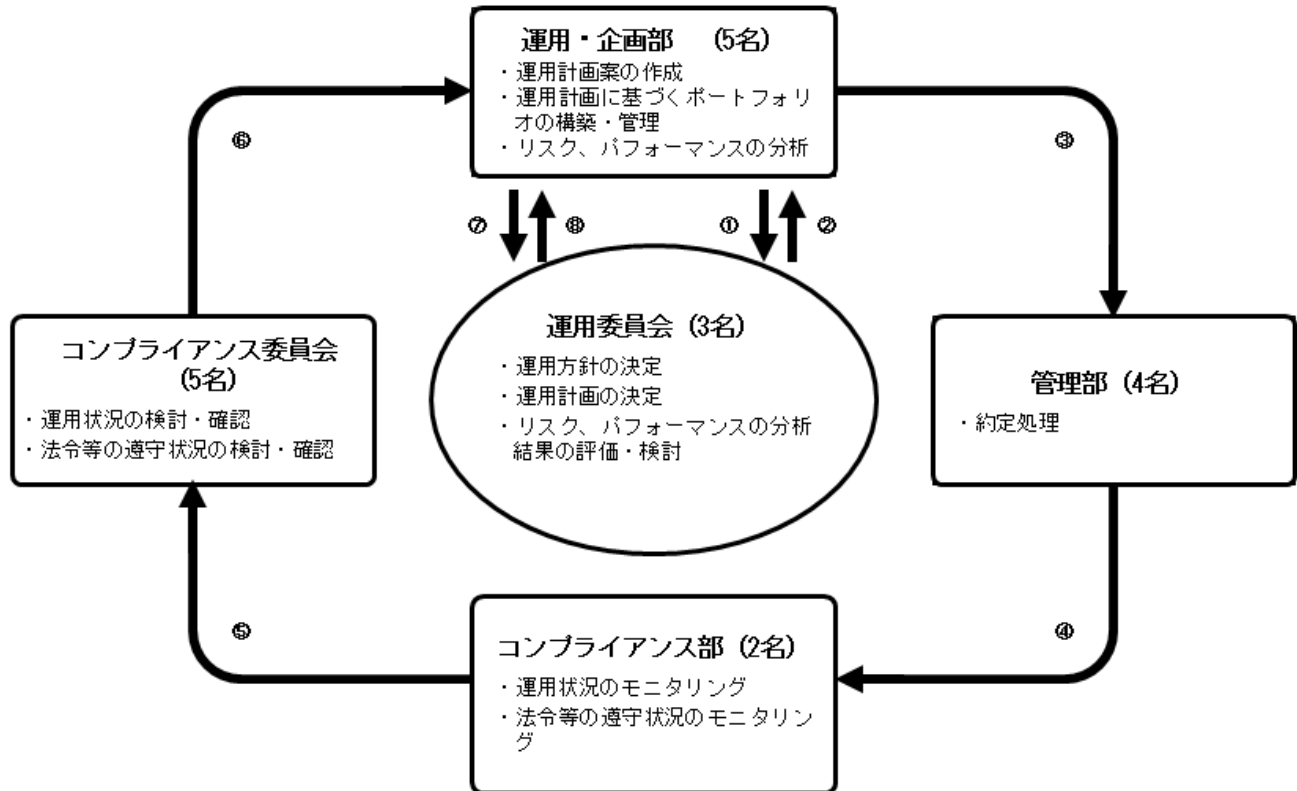 運用・企画部 (5名)
・運用計画案の作成
・運用計画に基づくポートフォリ
オの構築・管理
・リスク、パフォーマンスの分析
⑥
③
⑦
⑧
①
②
運用委員会 (3名)
・運用方針の決定
・運用計画の決定
・リスク、パフォーマンスの分析
結果の評価・検討
コンプライアンス委員会
(5名)
・運用状況の検討・確認
・法令等の遵守状況の検討・確認
管理部 (4名)
・約定処理
⑤
④
コンプライアンス部 (2名)
・運用状況のモニタリング
・法令等の遵守状況のモニタリン
グ